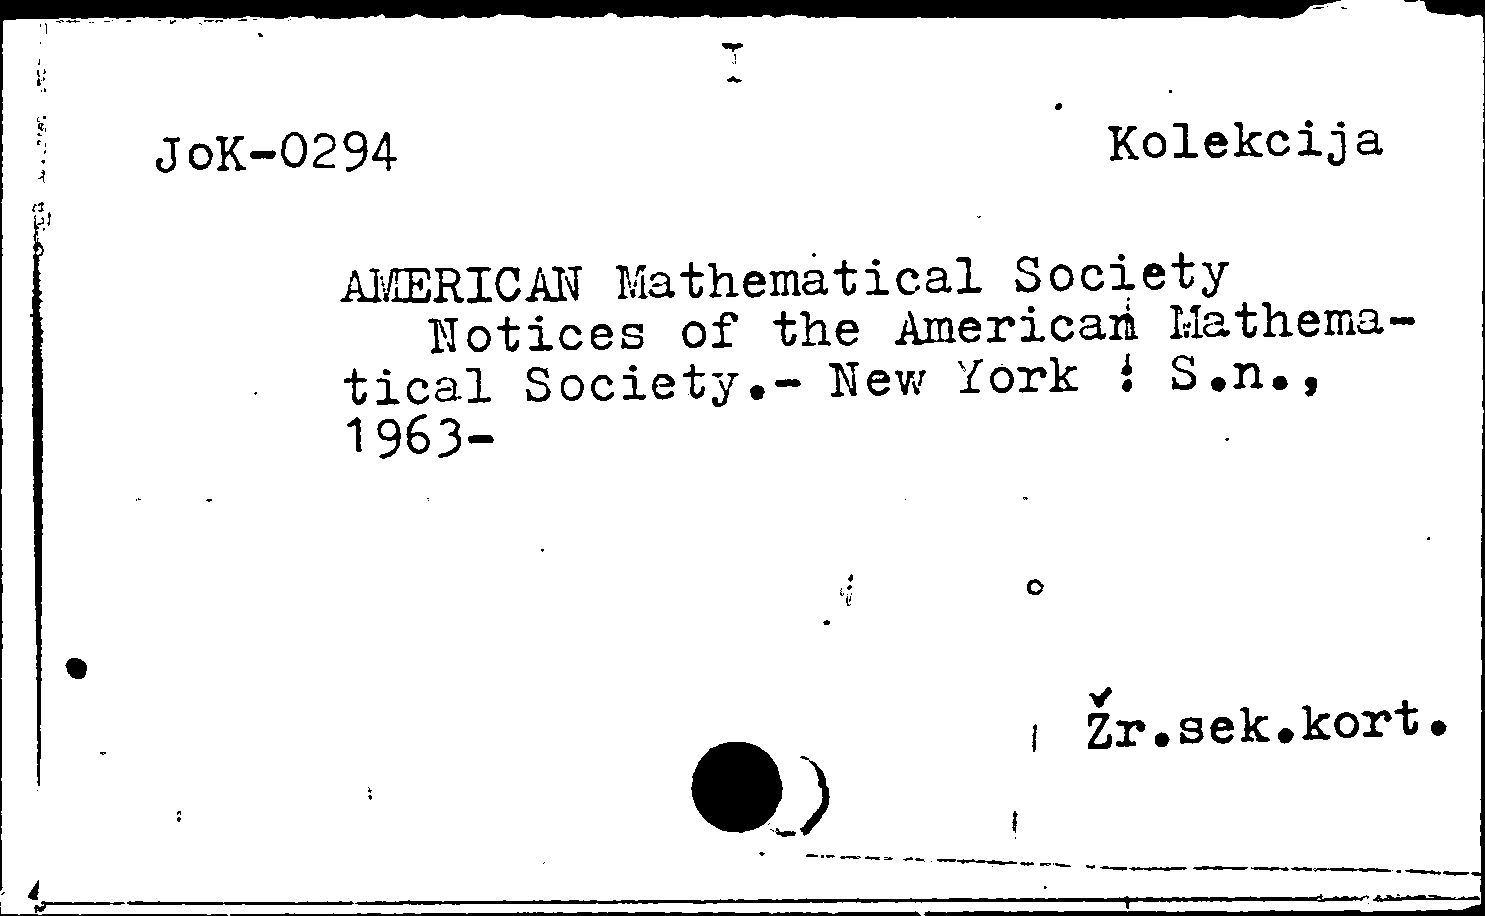 JoK-0294
Kolekcija
AMERICAN Mathematical Society
Notices of the American Mathema-
tical Society.- New York : S.n.,
1963-
Žr.sek.kort.